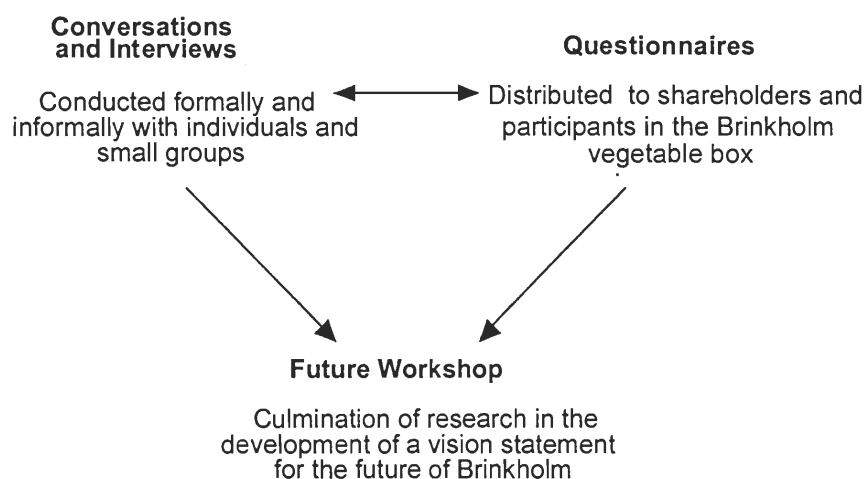 Conversations
and Interviews
Conducted formally and
informally with individuals and
small groups
Questionnaires
Distributed to shareholders and
participants in the Brinkholm
vegetable box
Future Workshop
Culmination of research in the
development of a vision statement
for the future of Brinkholm